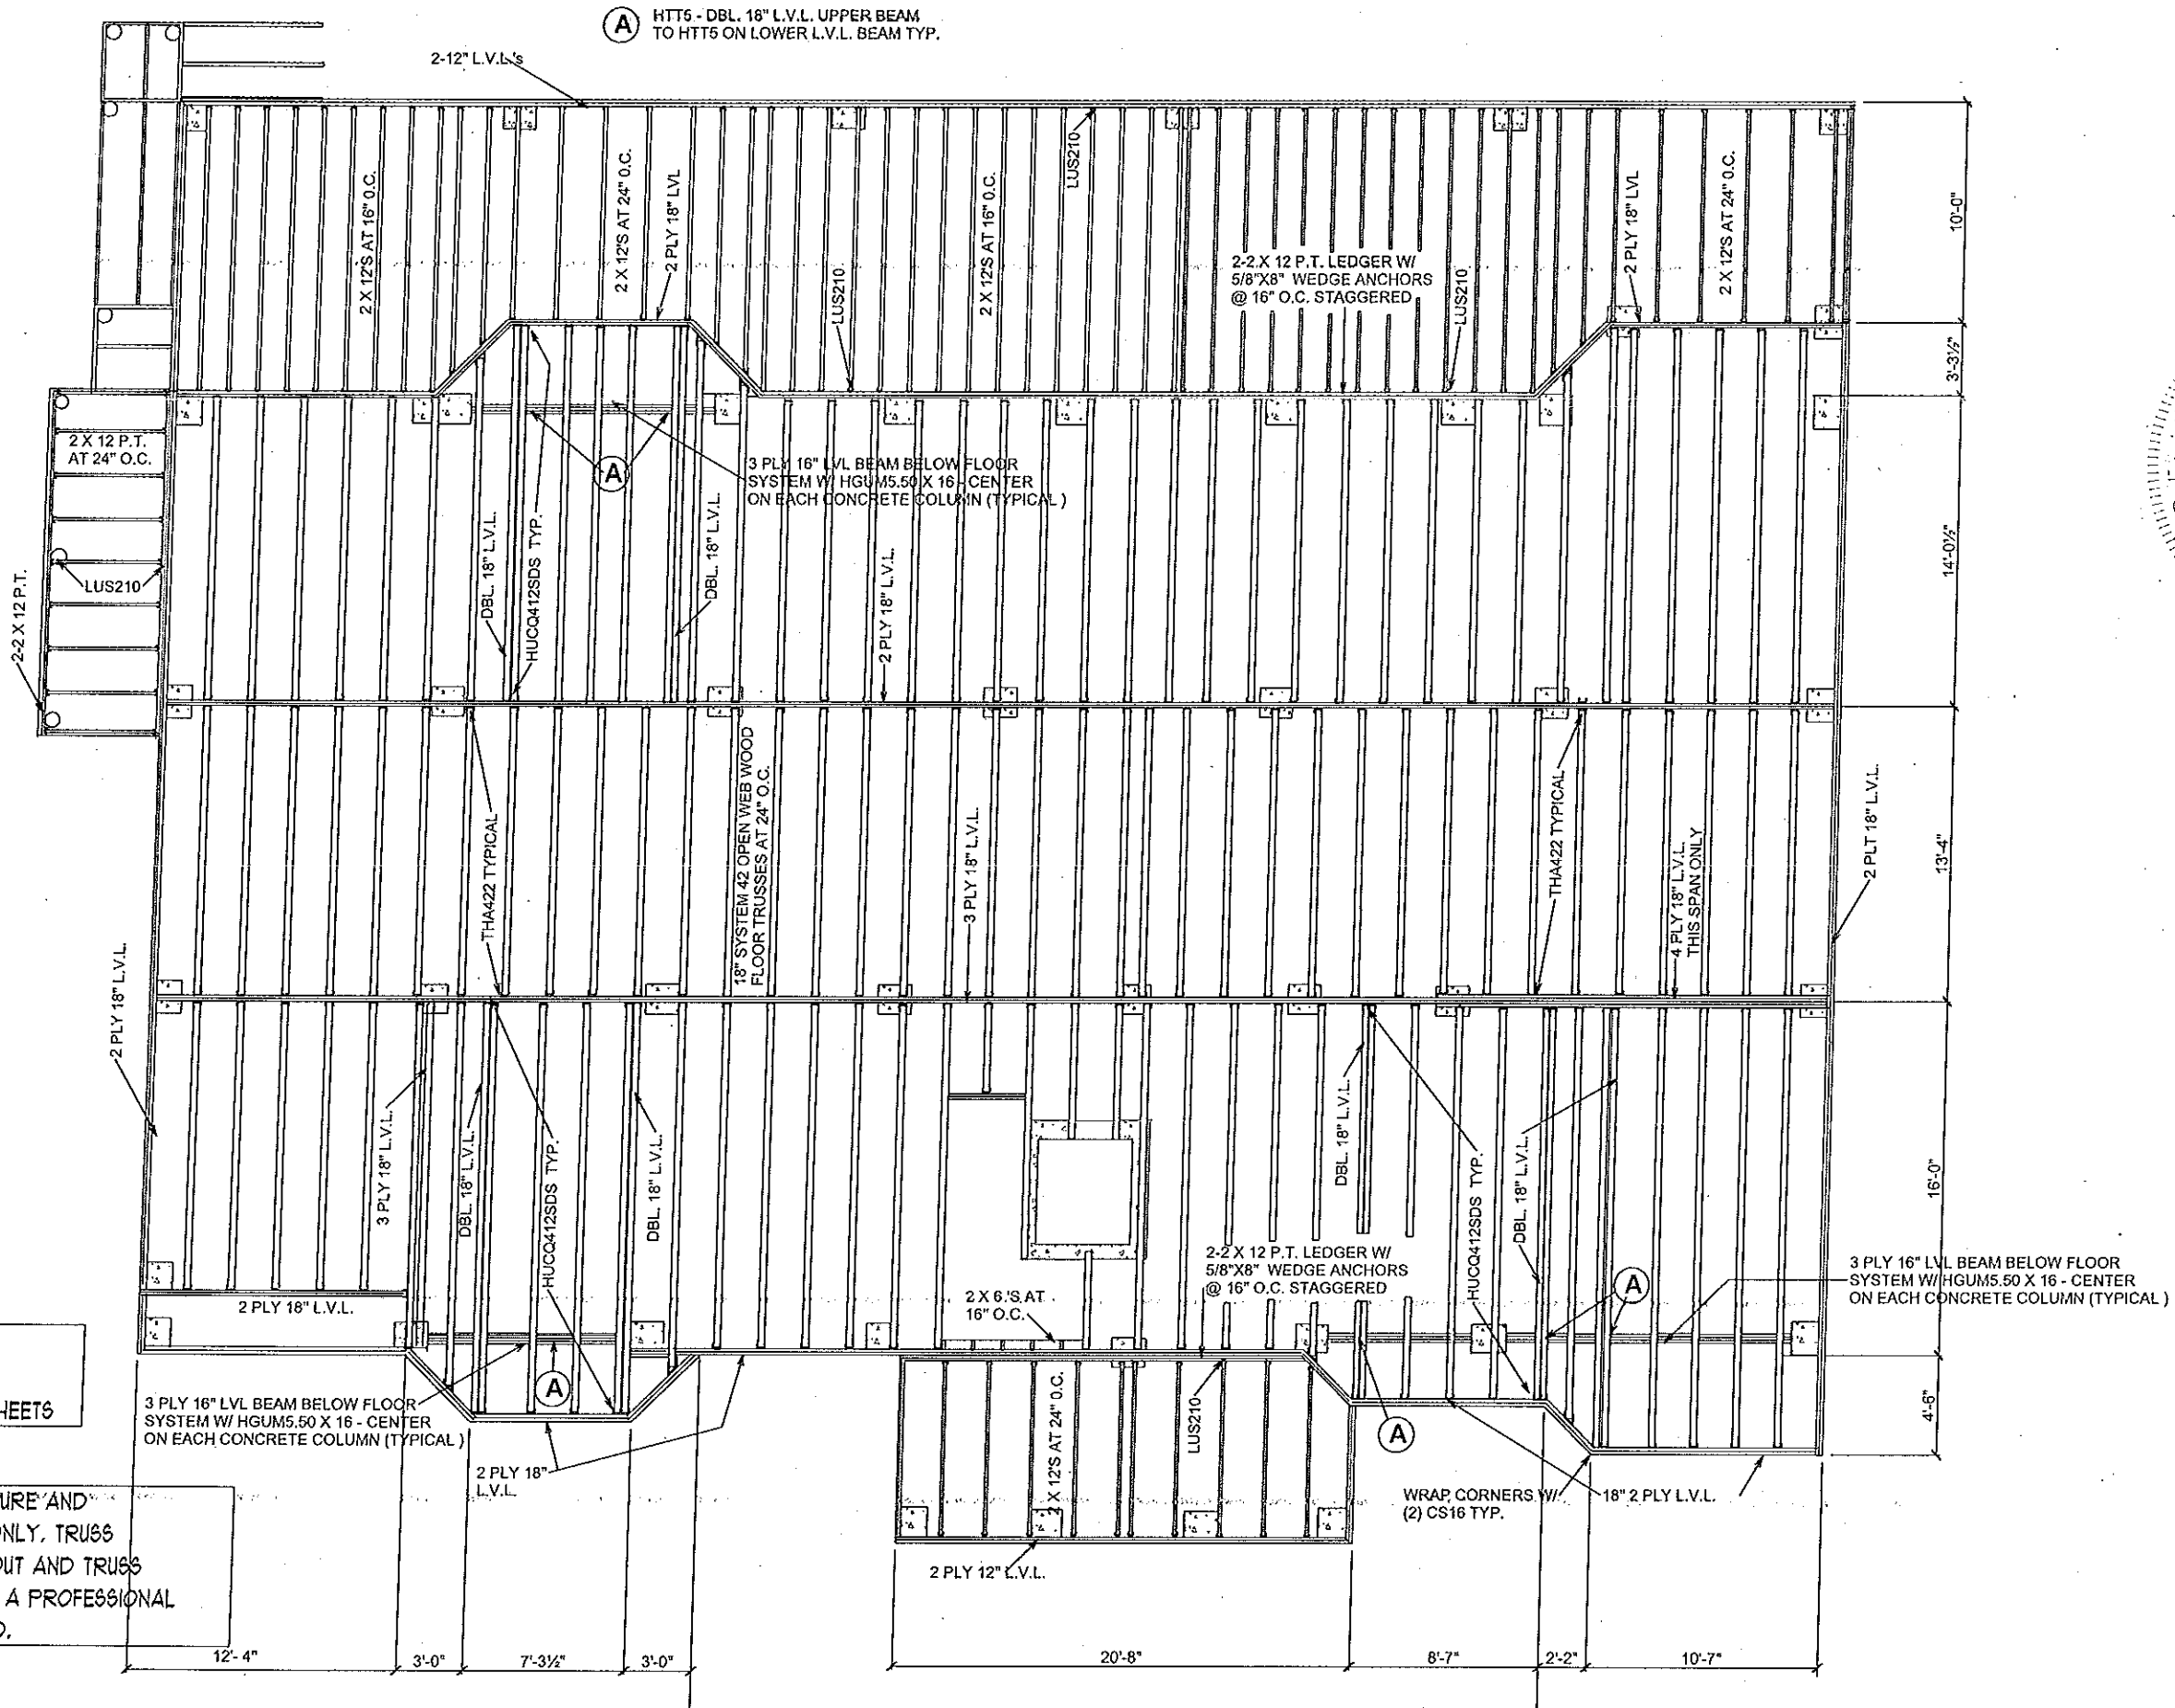 A
HTT5 - DBL. 18" L.V.L. UPPER BEAM
TO HTT5 ON LOWER L.V.L. BEAM TYP.
2-12" L.V.L.'s
2 X 12'S AT 16" O.C.
2 X 12'S AT 24" O.C.
2 PLY 18" LVL
LUS210
2 X 12'S AT 16" O.C.
LUS210
2-2 X 12 P.T. LEDGER W/
5/8"X8" WEDGE ANCHORS
@ 16" O.C. STAGGERED
LUS210
2 PLY 18" LVL
2 X 12'S AT 24" O.C.
10'-0"
3'-3½"
2 X 12 P.T.
AT 24" O.C.
LUS210
2-2 X 12 P.T.
A
3 PLY 16" LVL BEAM BELOW FLOOR
SYSTEM W/ HGUM5.50 X 16 - CENTER
ON EACH CONCRETE COLUMN (TYPICAL )
DBL. 18" L.V.L.
HUCQ412SDS TYP.
DBL. 18" L.V.L.
2 PLY 18" L.V.L.
14'-0½"
THA422 TYPICAL
18" SYSTEM 42 OPEN WEB WOOD
FLOOR TRUSSES AT 24" O.C.
3 PLY 18" L.V.L.
THA422 TYPICAL
4 PLY 18" L.V.L.
THIS SPAN ONLY
2 PLT 18" L.V.L.
13'-4"
2 PLY 18" L.V.L.
3 PLY 18" L.V.L.
DBL. 18" L.V.L.
HUCQ412SDS TYP.
DBL. 18" L.V.L.
DBL. 18" L.V.L.
HUCQ412SDS TYP.
DBL. 18" L.V.L.
16'-0"
2 PLY 18" L.V.L.
2 X 6'S AT
16" O.C.
2-2 X 12 P.T. LEDGER W/
5/8"X8" WEDGE ANCHORS
@ 16" O.C. STAGGERED
A
3 PLY 16" LVL BEAM BELOW FLOOR
SYSTEM W/ HGUM5.50 X 16 - CENTER
ON EACH CONCRETE COLUMN (TYPICAL )
HEETS
3 PLY 16" LVL BEAM BELOW FLOOR
SYSTEM W/ HGUM5.50 X 16 - CENTER
ON EACH CONCRETE COLUMN (TYPICAL )
A
2 PLY 18"
L.V.L.
2 X 12'S AT 24" O.C.
LUS210
A
4'-6"
WRAP CORNERS W/
(2) CS16 TYP.
18" 2 PLY L.V.L.
2 PLY 12" L.V.L.
URE AND
ONLY. TRUSS
OUT AND TRUSS
A PROFESSIONAL
D.
12'- 4"
3'-0"
7'-3½"
3'-0"
20'-8"
8'-7"
2'-2"
10'-7"